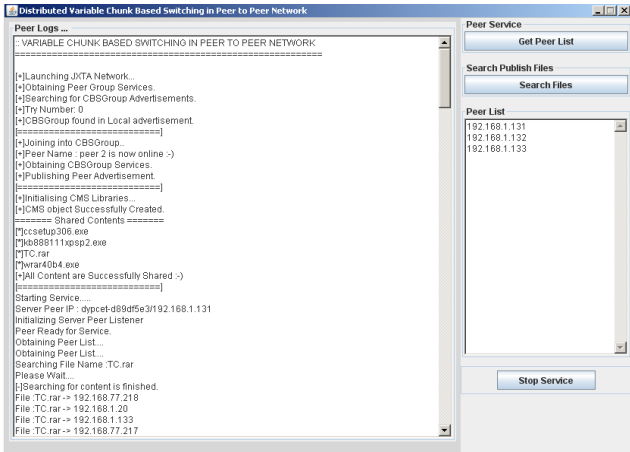 Distributed Variable Chunk Based Switching in Peer to Peer Network
Peer Logs ...
:: VARIABLE CHUNK BASED SWITCHING IN PEER TO PEER NETWORK
=========================================================
[+]Launching JXTA Network...
[+]Obtaining Peer Group Services.
[+]Searching for CBSGroup Advertisements.
[+]Try Number: 0
[+]CBSGroup found in Local advertisement.
[==========================]
[+]Joining into CBSGroup..
[+]Peer Name : peer 2 is now online :-)
[+]Obtaining CBSGroup Services.
[+]Publishing Peer Advertisement.
[==========================]
[+]Initialising CMS Libraries...
[+]CMS object Successfully Created.
======= Shared Contents =======
[*]ccsetup306.exe
[*]kb888111xpsp2.exe
[*]TC.rar
[*]wrar40b4.exe
[+]All Content are Successfully Shared :-)
[==========================]
Starting Service.....
Server Peer IP : dypcet-d89df5e3/192.168.1.131
Initializing Server Peer Listener
Peer Ready for Service.
Obtaining Peer List....
Obtaining Peer List....
Searching File Name :TC.rar
Please Wait....
[-]Searching for content is finished.
File :TC.rar -> 192.168.77.218
File :TC.rar -> 192.168.1.20
File :TC.rar -> 192.168.1.133
File :TC.rar -> 192.168.77.217
Peer Service
Get Peer List
Search Publish Files
Search Files
Peer List
192.168.1.131
192.168.1.132
192.168.1.133
Stop Service